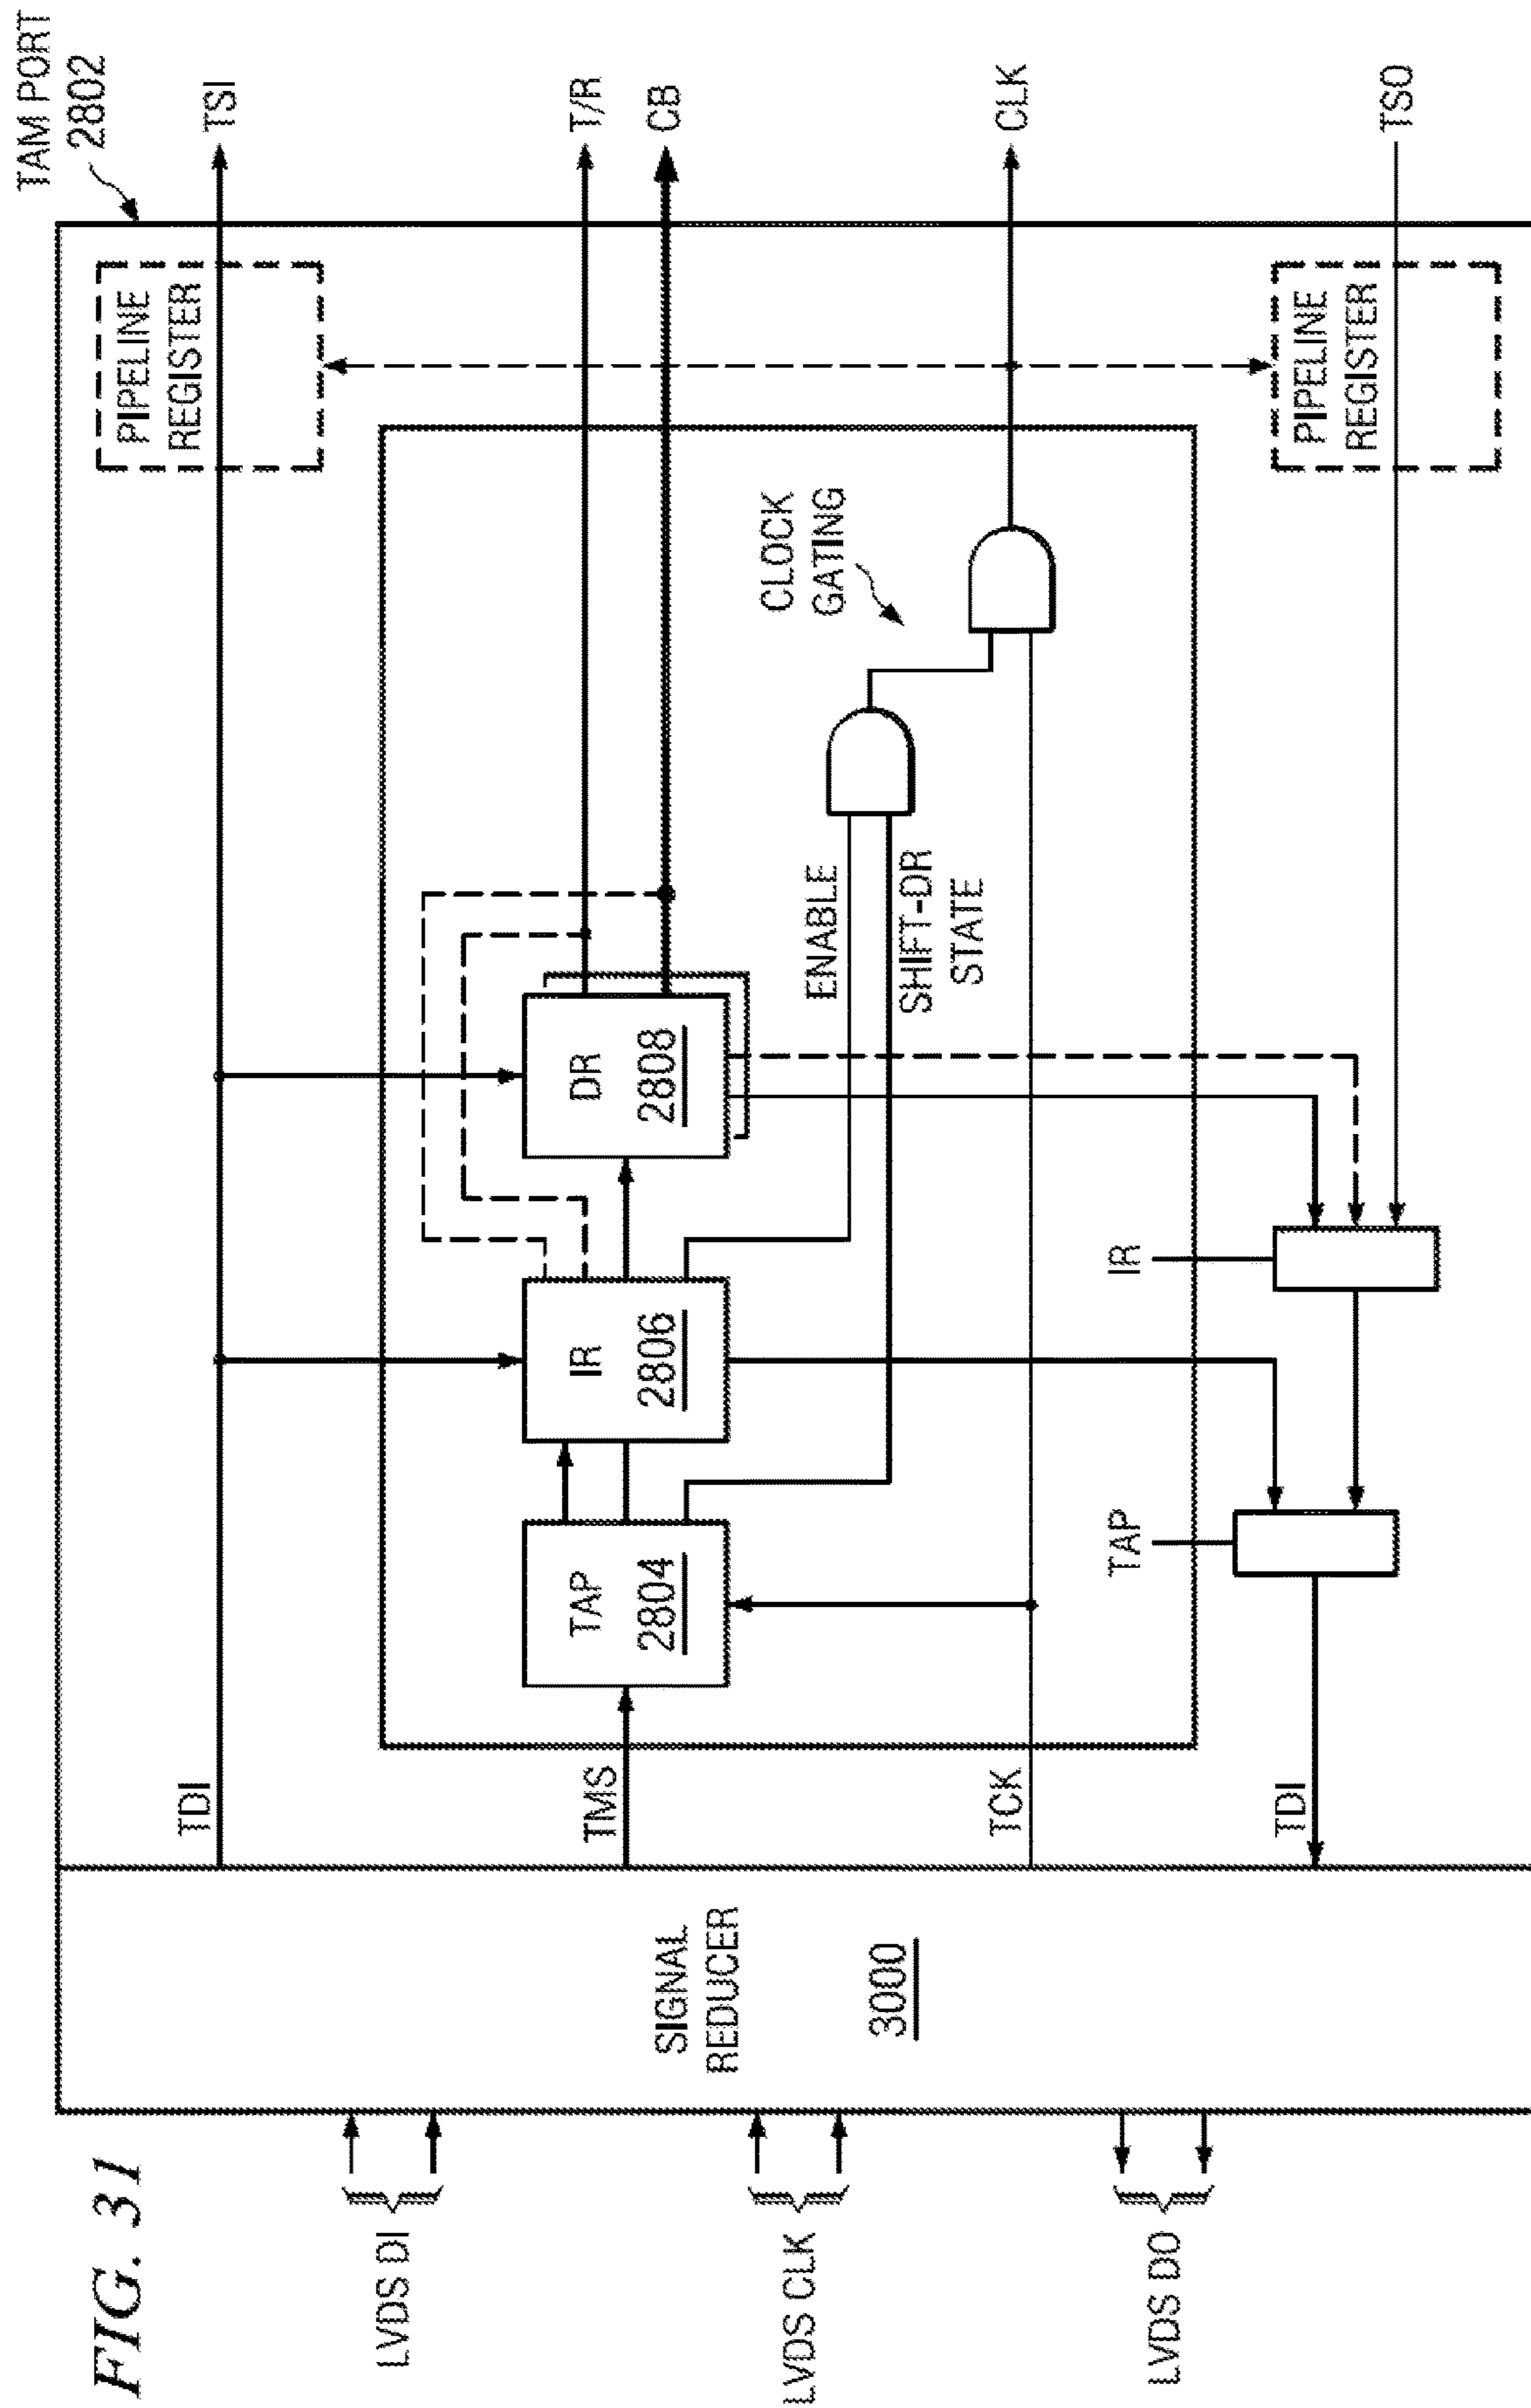 FIG. 31
TAM PORT
2802
LVDS DI
LVDS CLK
LVDS DO
SIGNAL
REDUCER
3000
TDI
TMS
TCK
TDI
TAP
2804
IR
2806
DR
2808
ENABLE
SHIFT-DR
STATE
CLOCK
GATING
TAP
IR
PIPELINE
REGISTER
PIPELINE
REGISTER
TSI
T/R
CB
CLK
TSO